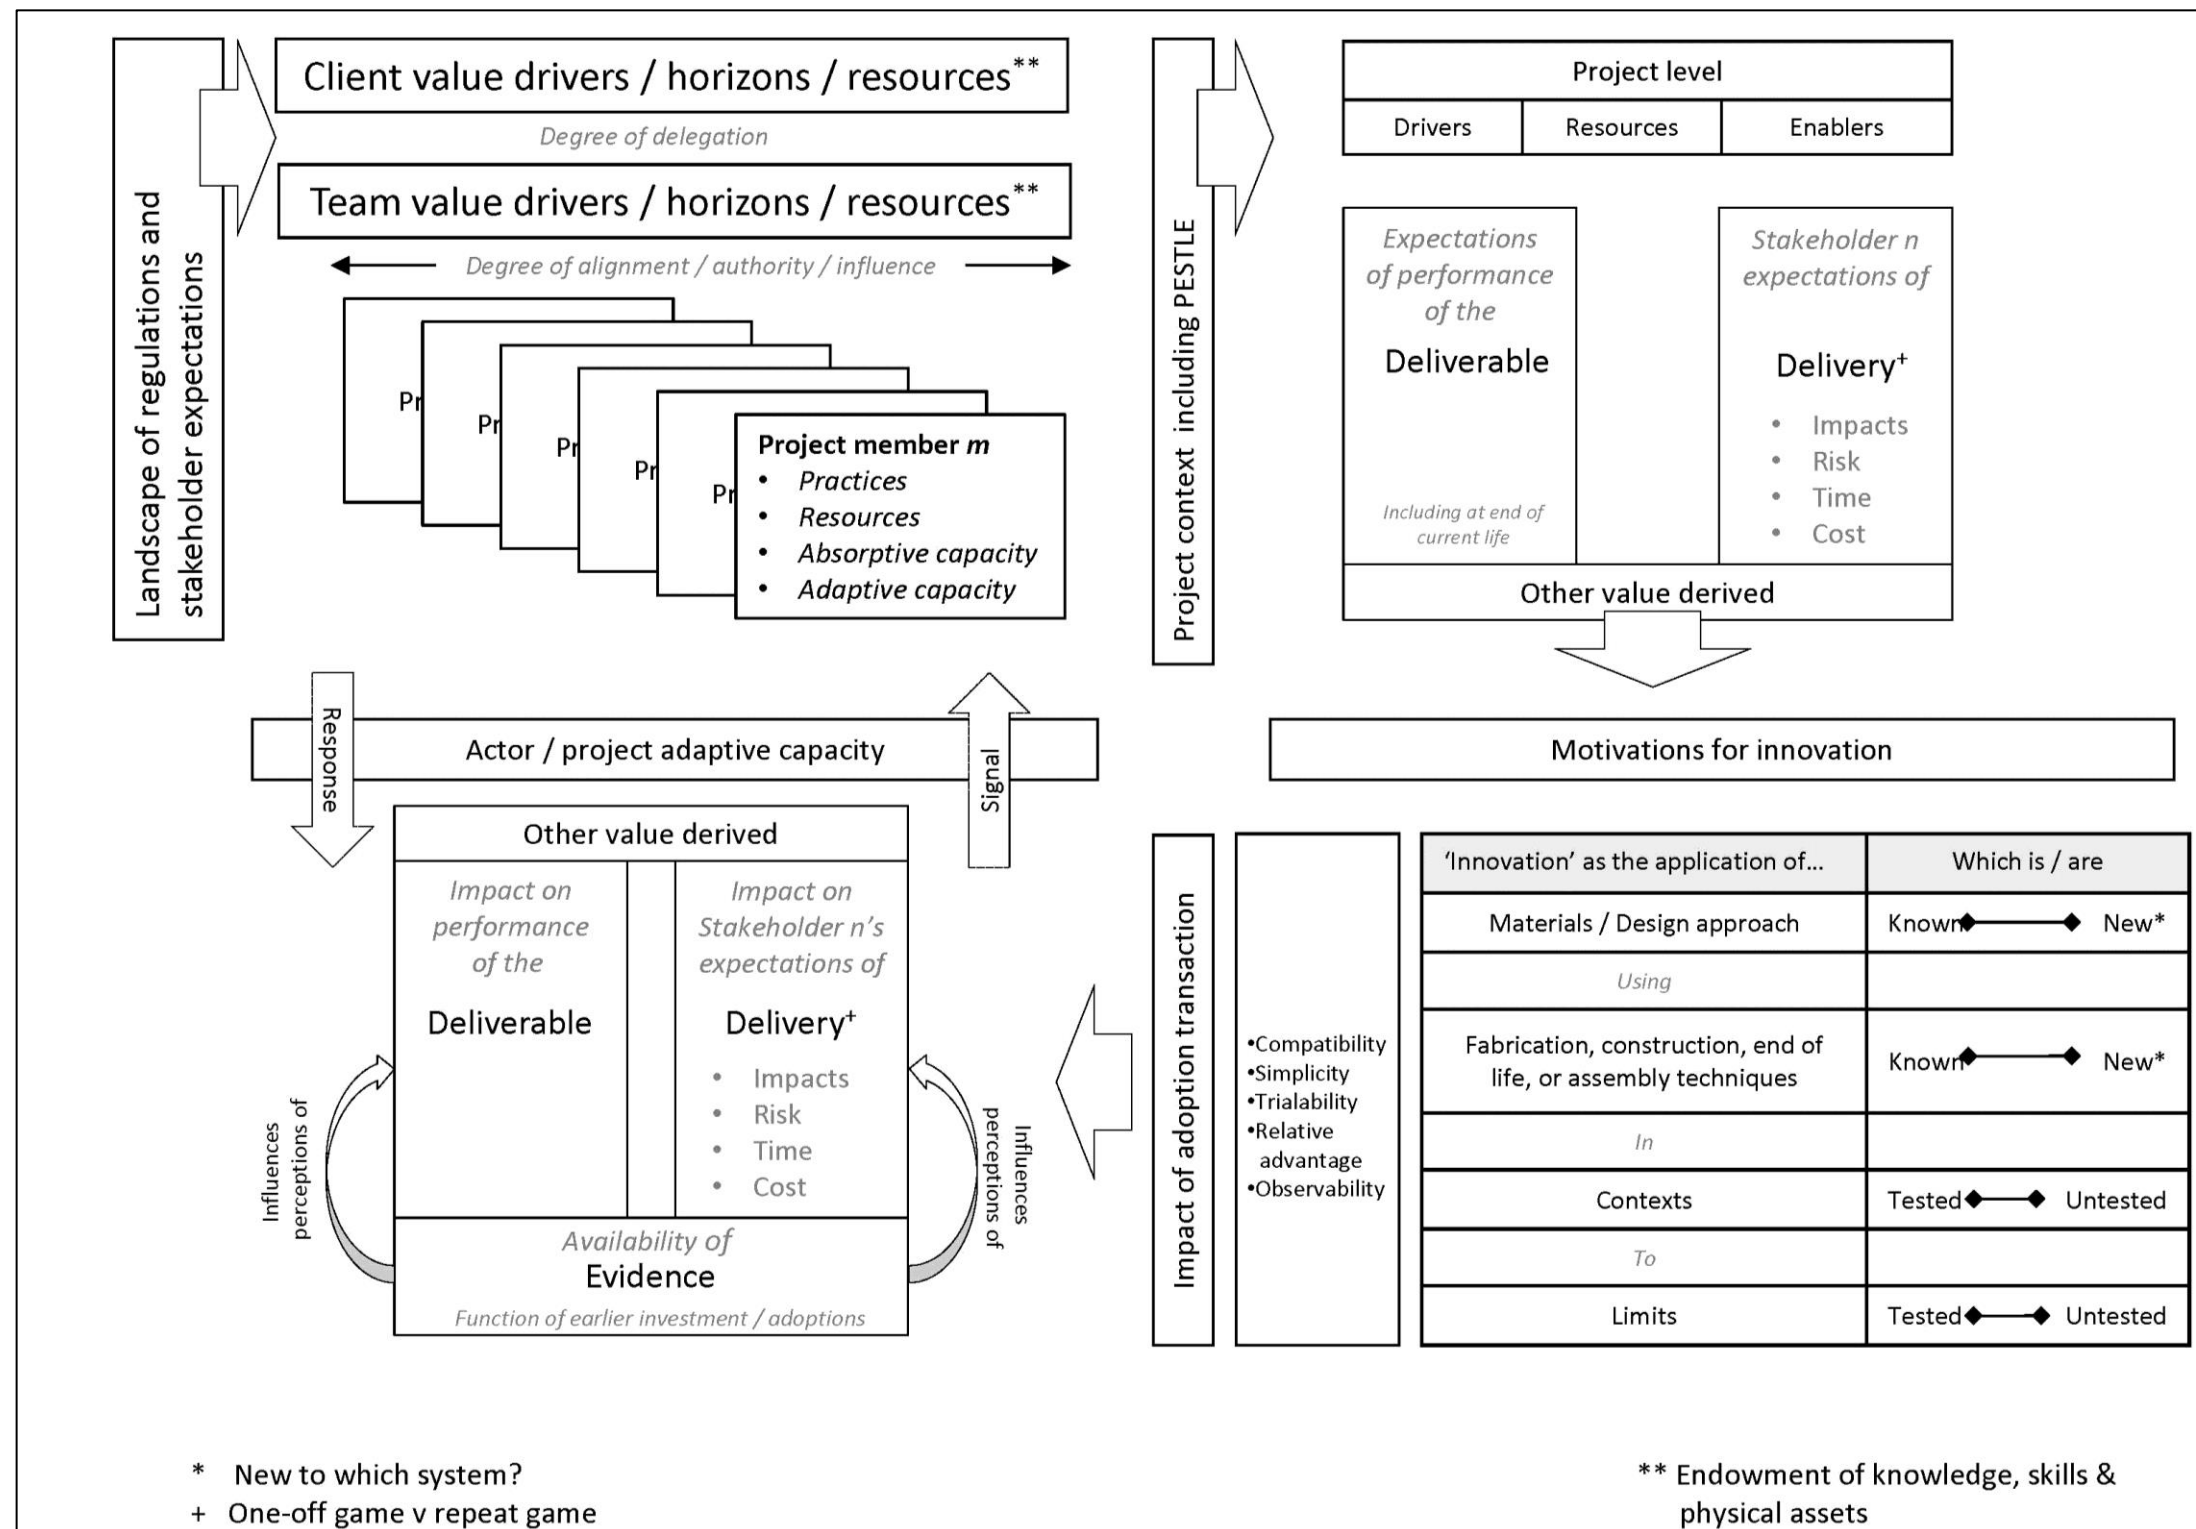 Landscape of regulations and
stakeholder expectations
Client value drivers / horizons / resources**
Degree of delegation
Team value drivers / horizons / resources**
Degree of alignment / authority / influence
Pr
Pr
Pr
Pr
Pr
Project member m
• Practices
• Resources
• Absorptive capacity
• Adaptive capacity
Project context including PESTLE
Project level
Drivers
Resources
Enablers
Expectations
of performance
of the
Deliverable
Including at end of
current life
Stakeholder n
expectations of
Delivery+
• Impacts
• Risk
• Time
• Cost
Other value derived
Response
Actor / project adaptive capacity
Signal
Motivations for innovation
Other value derived
Impact on
performance
of the
Deliverable
Impact on
Stakeholder n's
expectations of
Delivery+
• Impacts
• Risk
• Time
• Cost
Influences
perceptions of
Influences
perceptions of
Availability of
Evidence
Function of earlier investment / adoptions
Impact of adoption transaction
•Compatibility
•Simplicity
•Trialability
•Relative
advantage
•Observability
‘Innovation’ as the application of...
Which is / are
Materials / Design approach
Known New*
Using
Fabrication, construction, end of
life, or assembly techniques
Known New*
In
Contexts
Tested Untested
To
Limits
Tested Untested
* New to which system?
+ One-off game v repeat game
** Endowment of knowledge, skills &
physical assets